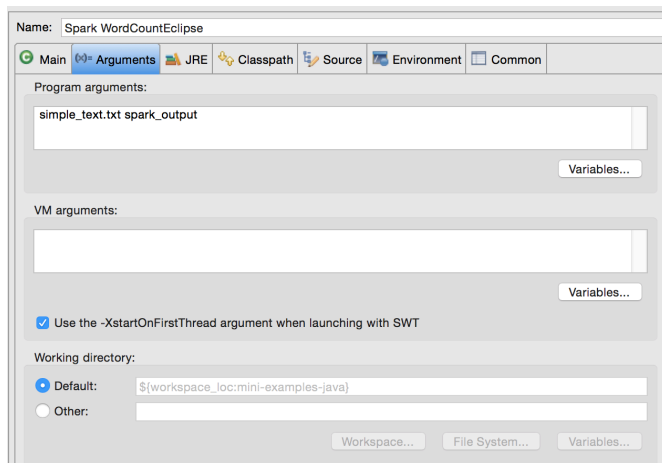 Name: Spark WordCountEclipse
Main (x)= Arguments JRE Classpath Source Environment Common
Program arguments:
simple_text.txt spark_output
Variables...
VM arguments:
Variables...
Use the -XstartOnFirstThread argument when launching with SWT
Working directory:
Default: ${workspace_loc:mini-examples-java}
Other:
Workspace... File System... Variables...